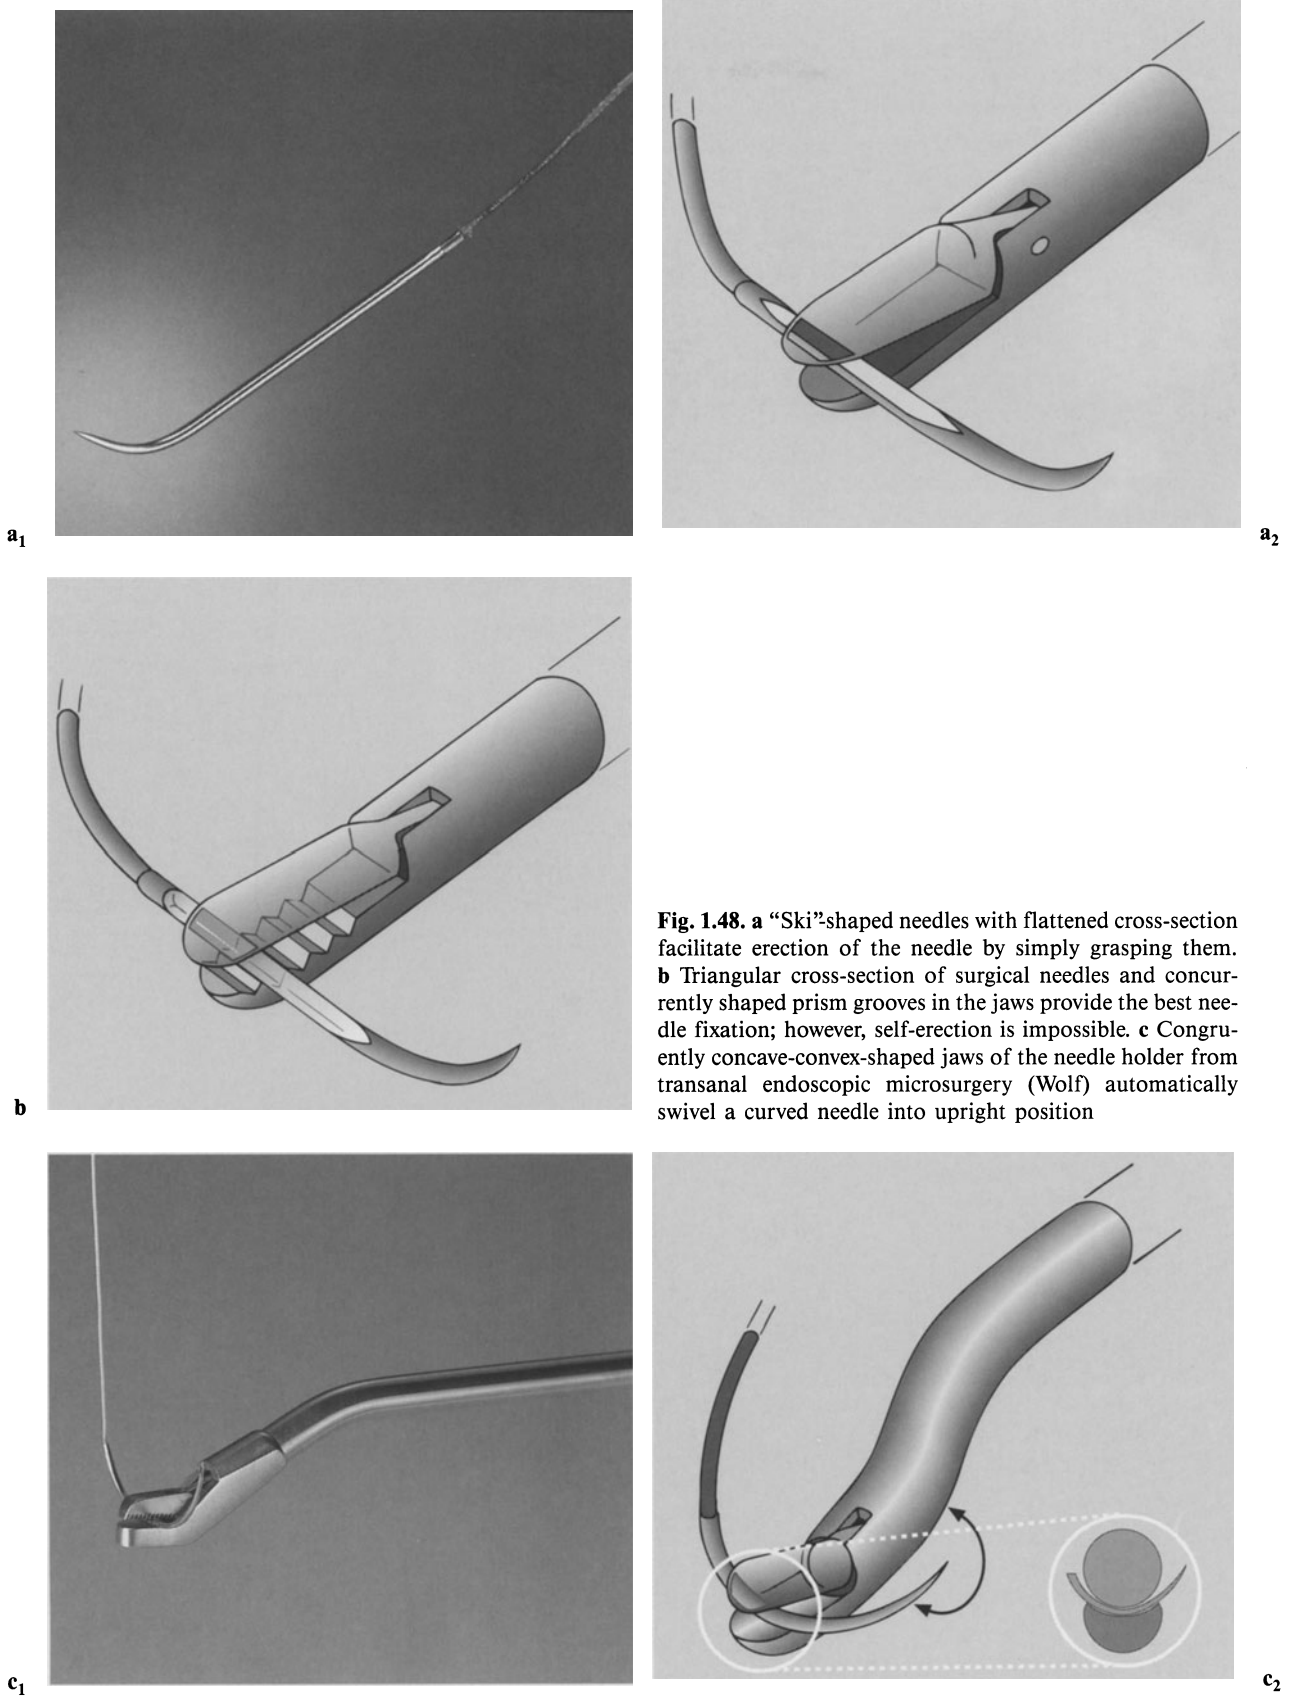 a1
a2
b
Fig. 1.48. a “Ski”-shaped needles with flattened cross-section
facilitate erection of the needle by simply grasping them.
b Triangular cross-section of surgical needles and concur-
rently shaped prism grooves in the jaws provide the best nee-
dle fixation; however, self-erection is impossible. c Congru-
ently concave-convex-shaped jaws of the needle holder from
transanal endoscopic microsurgery (Wolf) automatically
swivel a curved needle into upright position
c1
c2